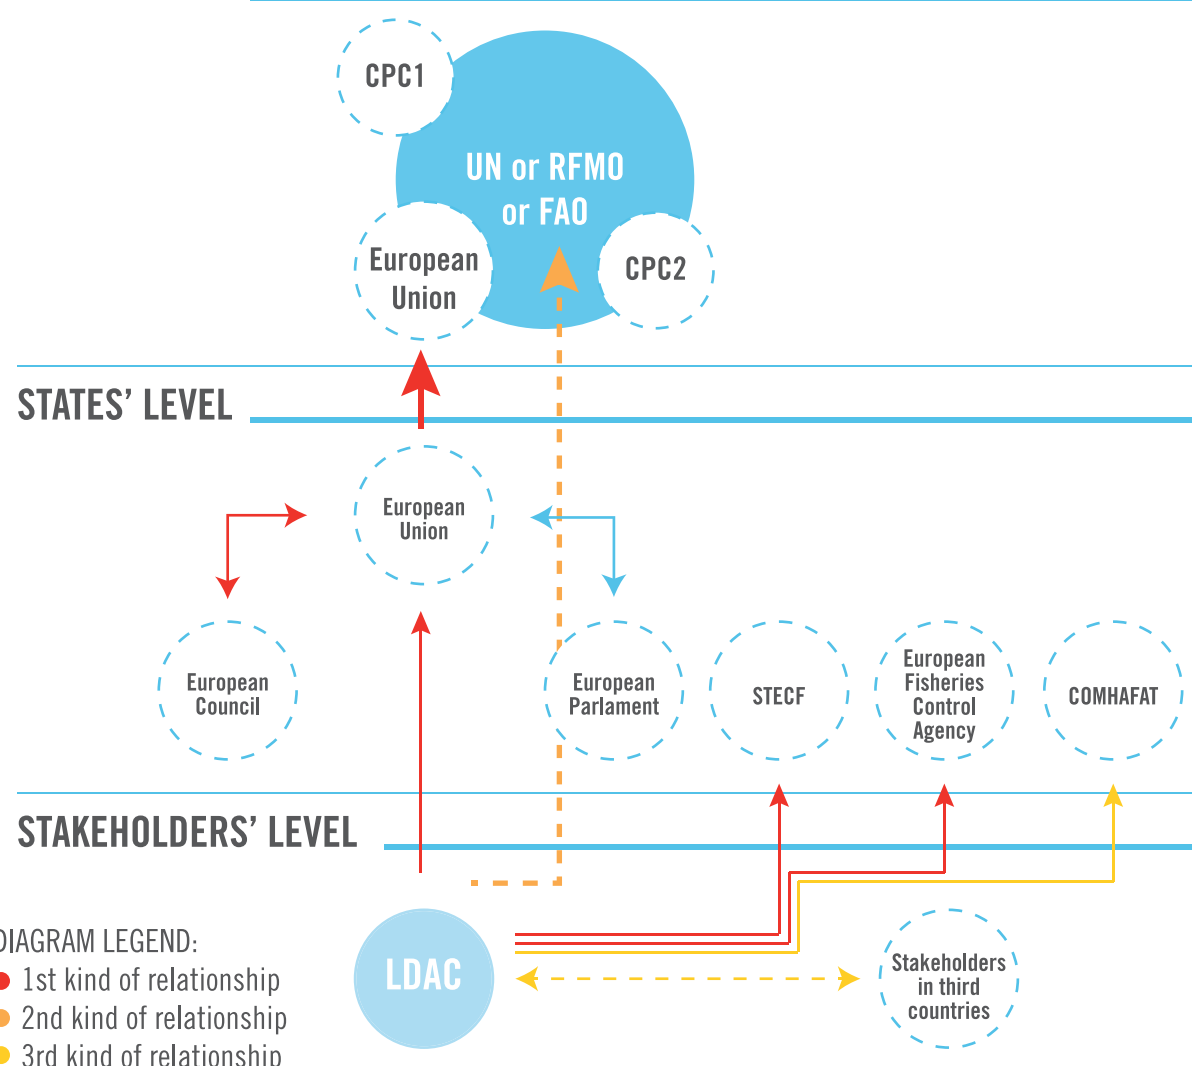 CPC1
UN or RFMO
or FAO
European
Union
CPC2
STATES’ LEVEL
European
Union
European
Council
European
Parlament
STECF
European
Fisheries
Control
Agency
COMHAFAT
STAKEHOLDERS’ LEVEL
DIAGRAM LEGEND:
1st kind of relationship
2nd kind of relationship
3rd kind of relationship
LDAC
Stakeholders
in third
countries